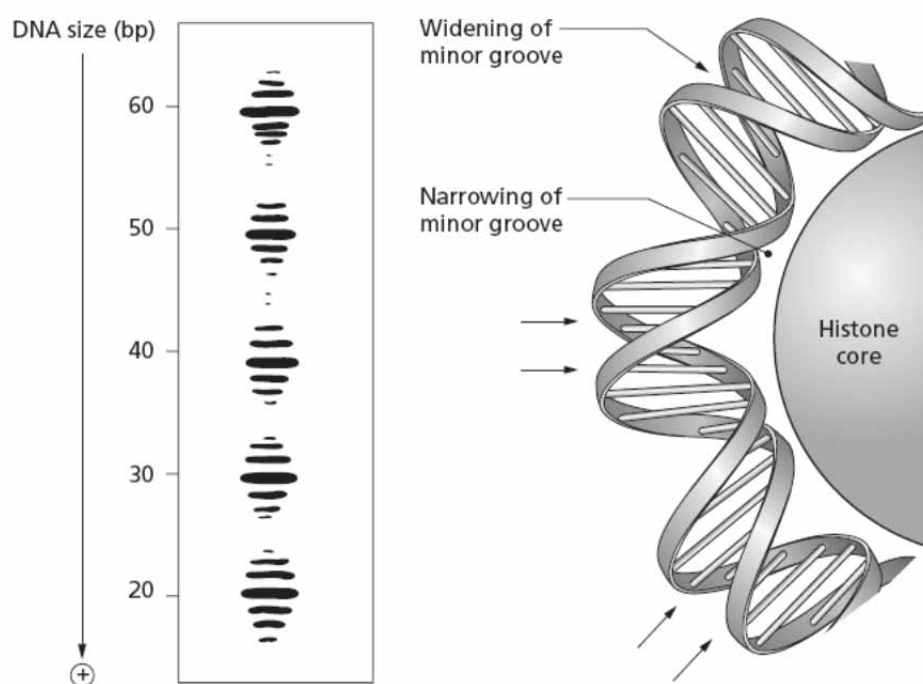 DNA size (bp)
60
50
40
30
20
+
Widening of
minor groove
Narrowing of
minor groove
Histone
core